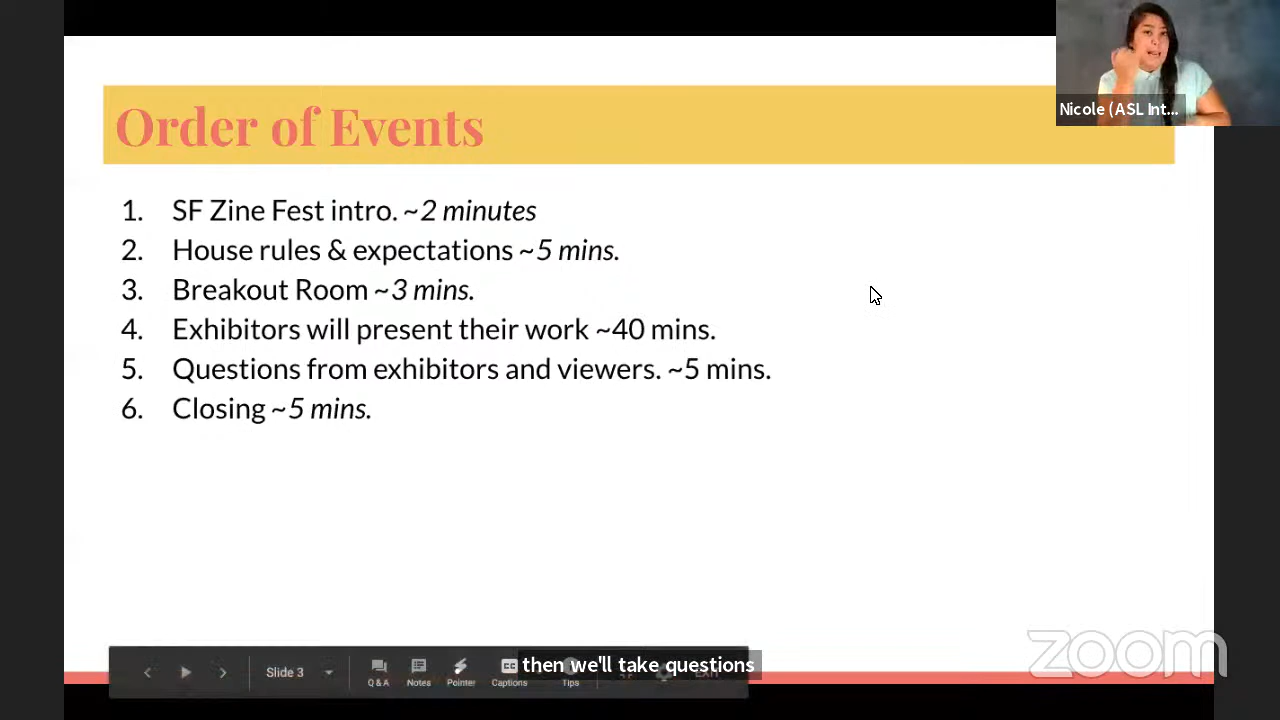 Order of Events
Nicole (ASL Int...
1. SF Zine Fest intro. ~2 minutes
2. House rules & expectations ~5 mins.
3. Breakout Room ~3 mins.
4. Exhibitors will present their work ~40 mins.
5. Questions from exhibitors and viewers. ~5 mins.
6. Closing ~5 mins.
zoom
then we'll take questions
Slide 3
Q & A Notes Pointer CC Captions Tips EXIT